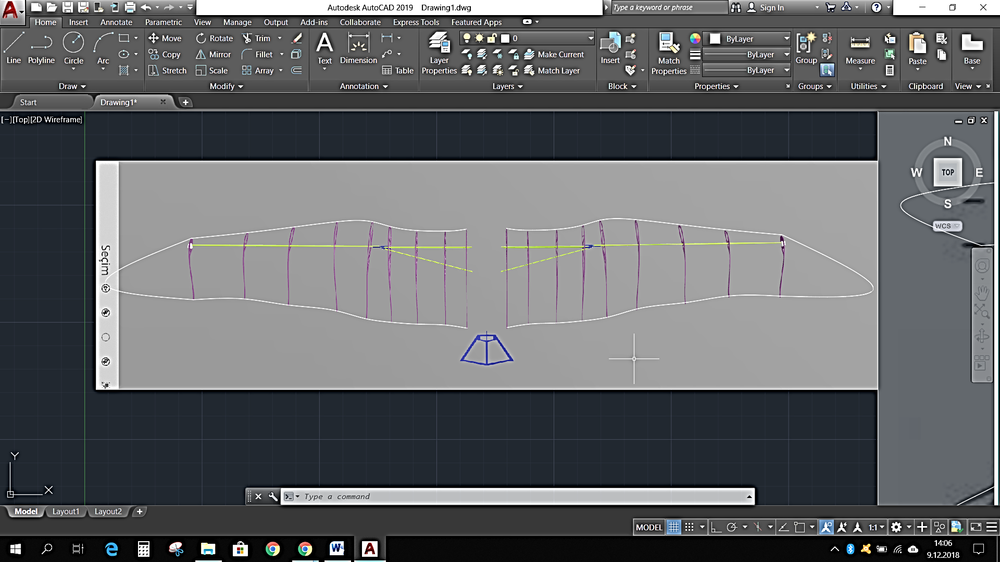 Autodesk AutoCAD 2019 Drawing1.dwg
Type a keyword or phrase
Sign In
Home Insert Annotate Parametric View Manage Output Add-ins Collaborate Express Tools Featured Apps
Line Polyline Circle Arc
Move Rotate Trim
Copy Mirror Fillet
Stretch Scale Array
Text Dimension Table
Layer Properties
0
Make Current
Match Layer
Insert
Match Properties
ByLayer
ByLayer
ByLayer
Group
Measure
Paste
Base
Draw Modify Annotation Layers Block Properties Groups Utilities Clipboard View
Start Drawing1*
[−][Top][2D Wireframe]
N
W TOP E
S
WCS
Seçim
Y
X
Type a command
Model Layout1 Layout2
MODEL 1:1
14:06
9.12.2018